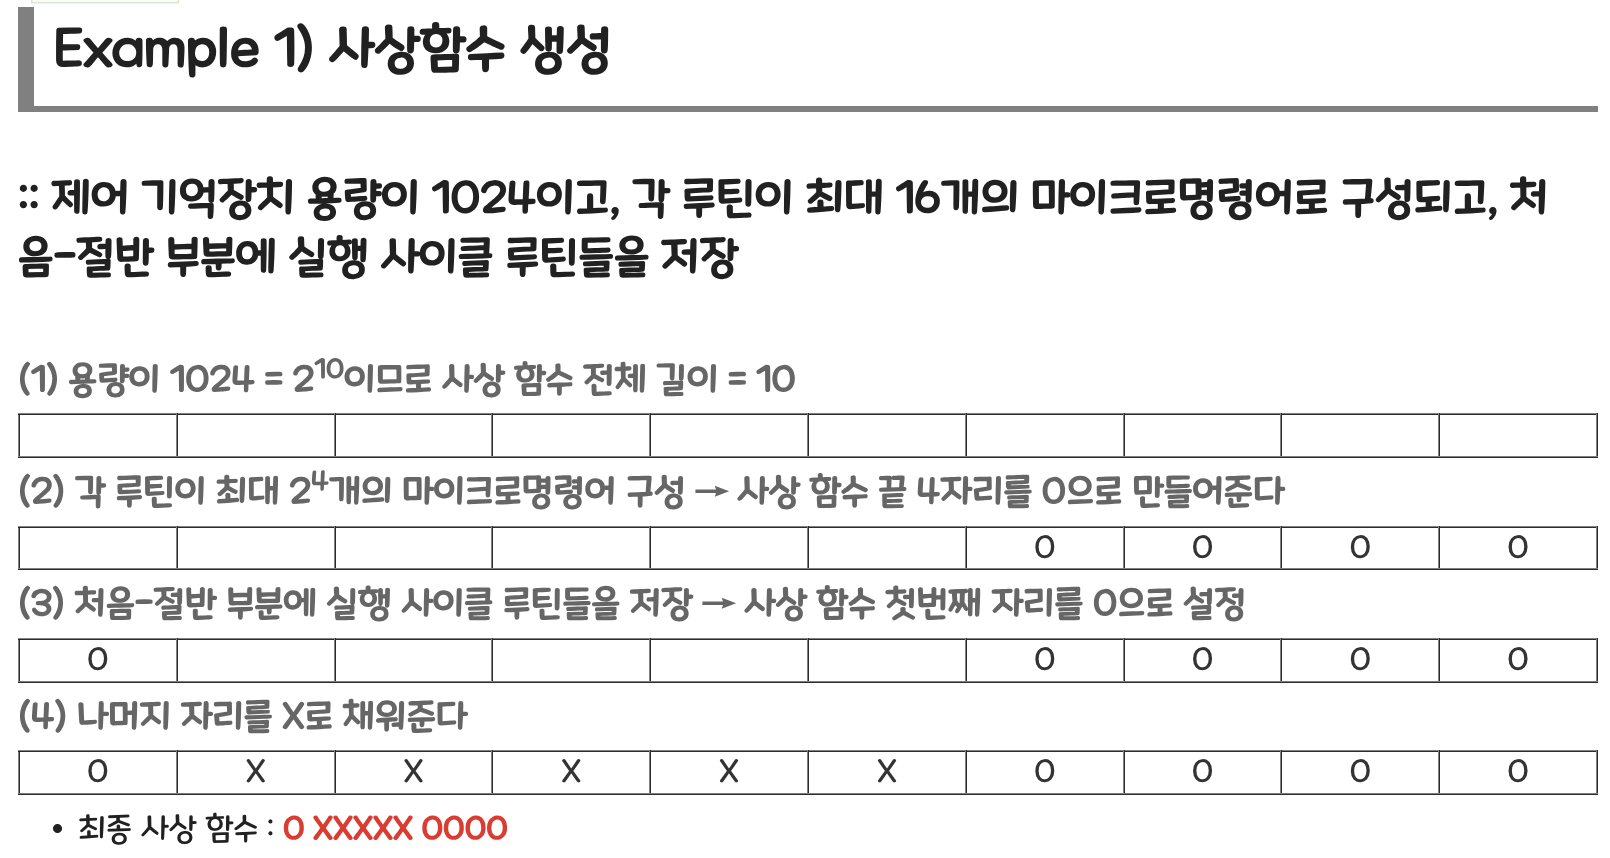 Example 1) 사상함수 생성
:: 제어 기억장치 용량이 1024이고, 각 루틴이 최대 16개의 마이크로명령어로 구성되고, 처
음-절반 부분에 실행 사이클 루틴들을 저장
(1) 용량이 1024 = 2¹⁰이므로 사상 함수 전체 길이 = 10
(2) 각 루틴이 최대 2⁴개의 마이크로명령어 구성 → 사상 함수 끝 4자리를 0으로 만들어준다
0 0 0 0
(3) 처음-절반 부분에 실행 사이클 루틴들을 저장 → 사상 함수 첫번째 자리를 0으로 설정
0 0 0 0 0
(4) 나머지 자리를 X로 채워준다
0 X X X X X 0 0 0 0
• 최종 사상 함수 : 0 XXXXX 0000